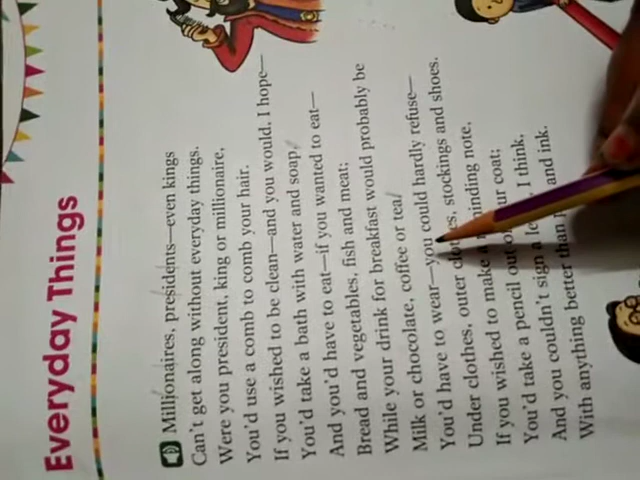 Everyday Things
Millionaires, presidents—even kings
Can't get along without everyday things.
Were you president, king or millionaire,
You'd use a comb to comb your hair.
If you wished to be clean—and you would, I hope—
You'd take a bath with water and soap.
And you'd have to eat—if you wanted to eat—
Bread and vegetables, fish and meat;
While your drink for breakfast would probably be
Milk or chocolate, coffee or tea.
You'd have to wear—you could hardly refuse—
Under clothes, outer clothes, stockings and shoes.
If you wished to make a minding note,
You'd take a pencil out of your coat;
And you couldn't sign a I think,
With anything better than and ink.